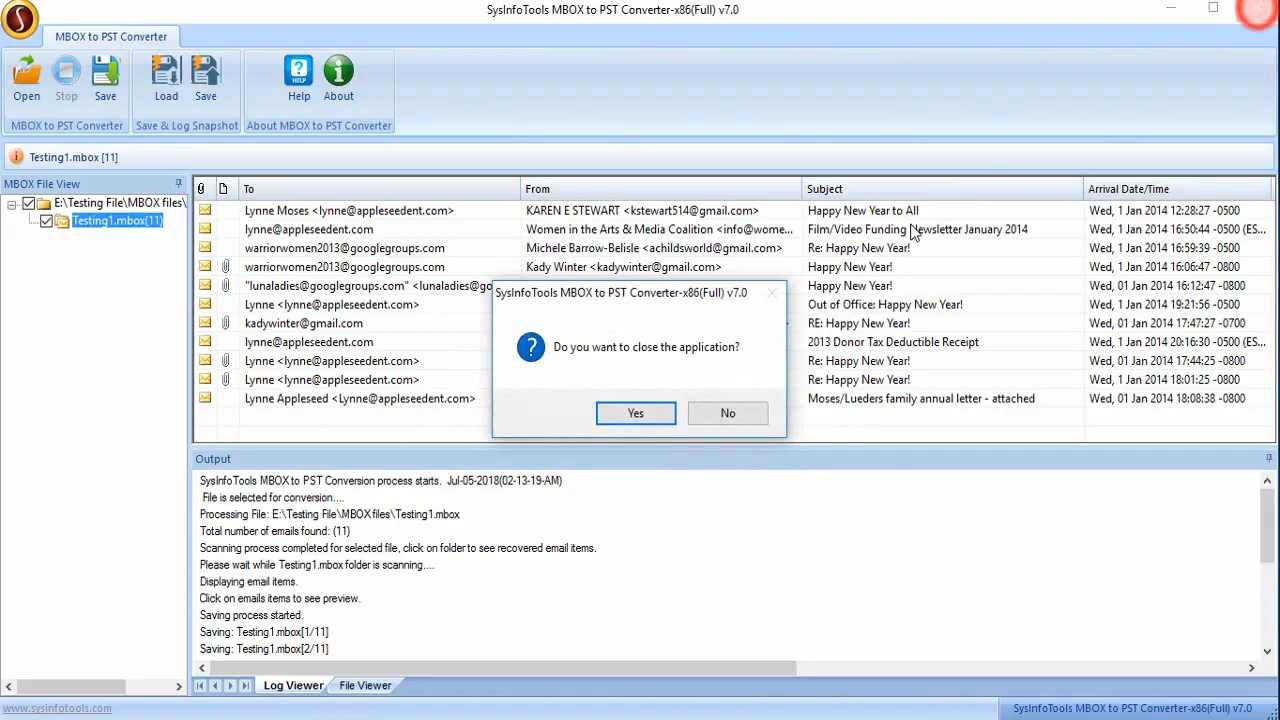 SysInfoTools MBOX to PST Converter-x86(Full) v7.0
MBOX to PST Converter
Open
Stop
Save
Load
Save
HELP
Help
About
MBOX to PST Converter
Save & Log Snapshot
About MBOX to PST Converter
Testing1.mbox [11]
MBOX File View
E:\Testing File\MBOX files\
Testing1.mbox(11)
To From Subject Arrival Date/Time
Lynne Moses <lynne@appleseedent.com> KAREN E STEWART <kstewart514@gmail.com> Happy New Year to All Wed, 1 Jan 2014 12:28:27 -0500
lynne@appleseedent.com Women in the Arts & Media Coalition <info@wome... Film/Video Funding Newsletter January 2014 Wed, 1 Jan 2014 16:50:44 -0500 (ES...
warriorwomen2013@googlegroups.com Michele Barrow-Belisle <achildsworld@gmail.com> Re: Happy New Year! Wed, 1 Jan 2014 16:59:39 -0500
warriorwomen2013@googlegroups.com Kady Winter <kadywinter@gmail.com> Happy New Year! Wed, 1 Jan 2014 16:06:47 -0800
"lunaladies@googlegroups.com" <lunaladies@goog Happy New Year! Wed, 01 Jan 2014 16:12:47 -0800
Lynne <lynne@appleseedent.com> Out of Office: Happy New Year! Wed, 01 Jan 2014 19:21:56 -0500
kadywinter@gmail.com RE: Happy New Year! Wed, 01 Jan 2014 17:47:27 -0700
lynne@appleseedent.com 2013 Donor Tax Deductible Receipt Wed, 01 Jan 2014 20:16:30 -0500 (ES...
Lynne <lynne@appleseedent.com> Re: Happy New Year! Wed, 01 Jan 2014 17:44:25 -0800
Lynne <lynne@appleseedent.com> Re: Happy New Year! Wed, 01 Jan 2014 18:01:25 -0800
Lynne Appleseed <Lynne@appleseedent.com> Moses/Lueders family annual letter - attached Wed, 01 Jan 2014 18:08:38 -0800
SysInfoTools MBOX to PST Converter-x86(Full) v7.0
Do you want to close the application?
Yes
No
Output
SysInfoTools MBOX to PST Conversion process starts. Jul-05-2018(02-13-19-AM)
File is selected for conversion....
Processing File: E:\Testing File\MBOX files\Testing1.mbox
Total number of emails found: (11)
Scanning process completed for selected file, click on folder to see recovered email items.
Please wait while Testing1.mbox folder is scanning....
Displaying email items.
Click on emails items to see preview.
Saving process started.
Saving: Testing1.mbox[1/11]
Saving: Testing1.mbox[2/11]
Log Viewer
File Viewer
www.sysinfotools.com
SysInfoTools MBOX to PST Converter-x86(Full) v7.0